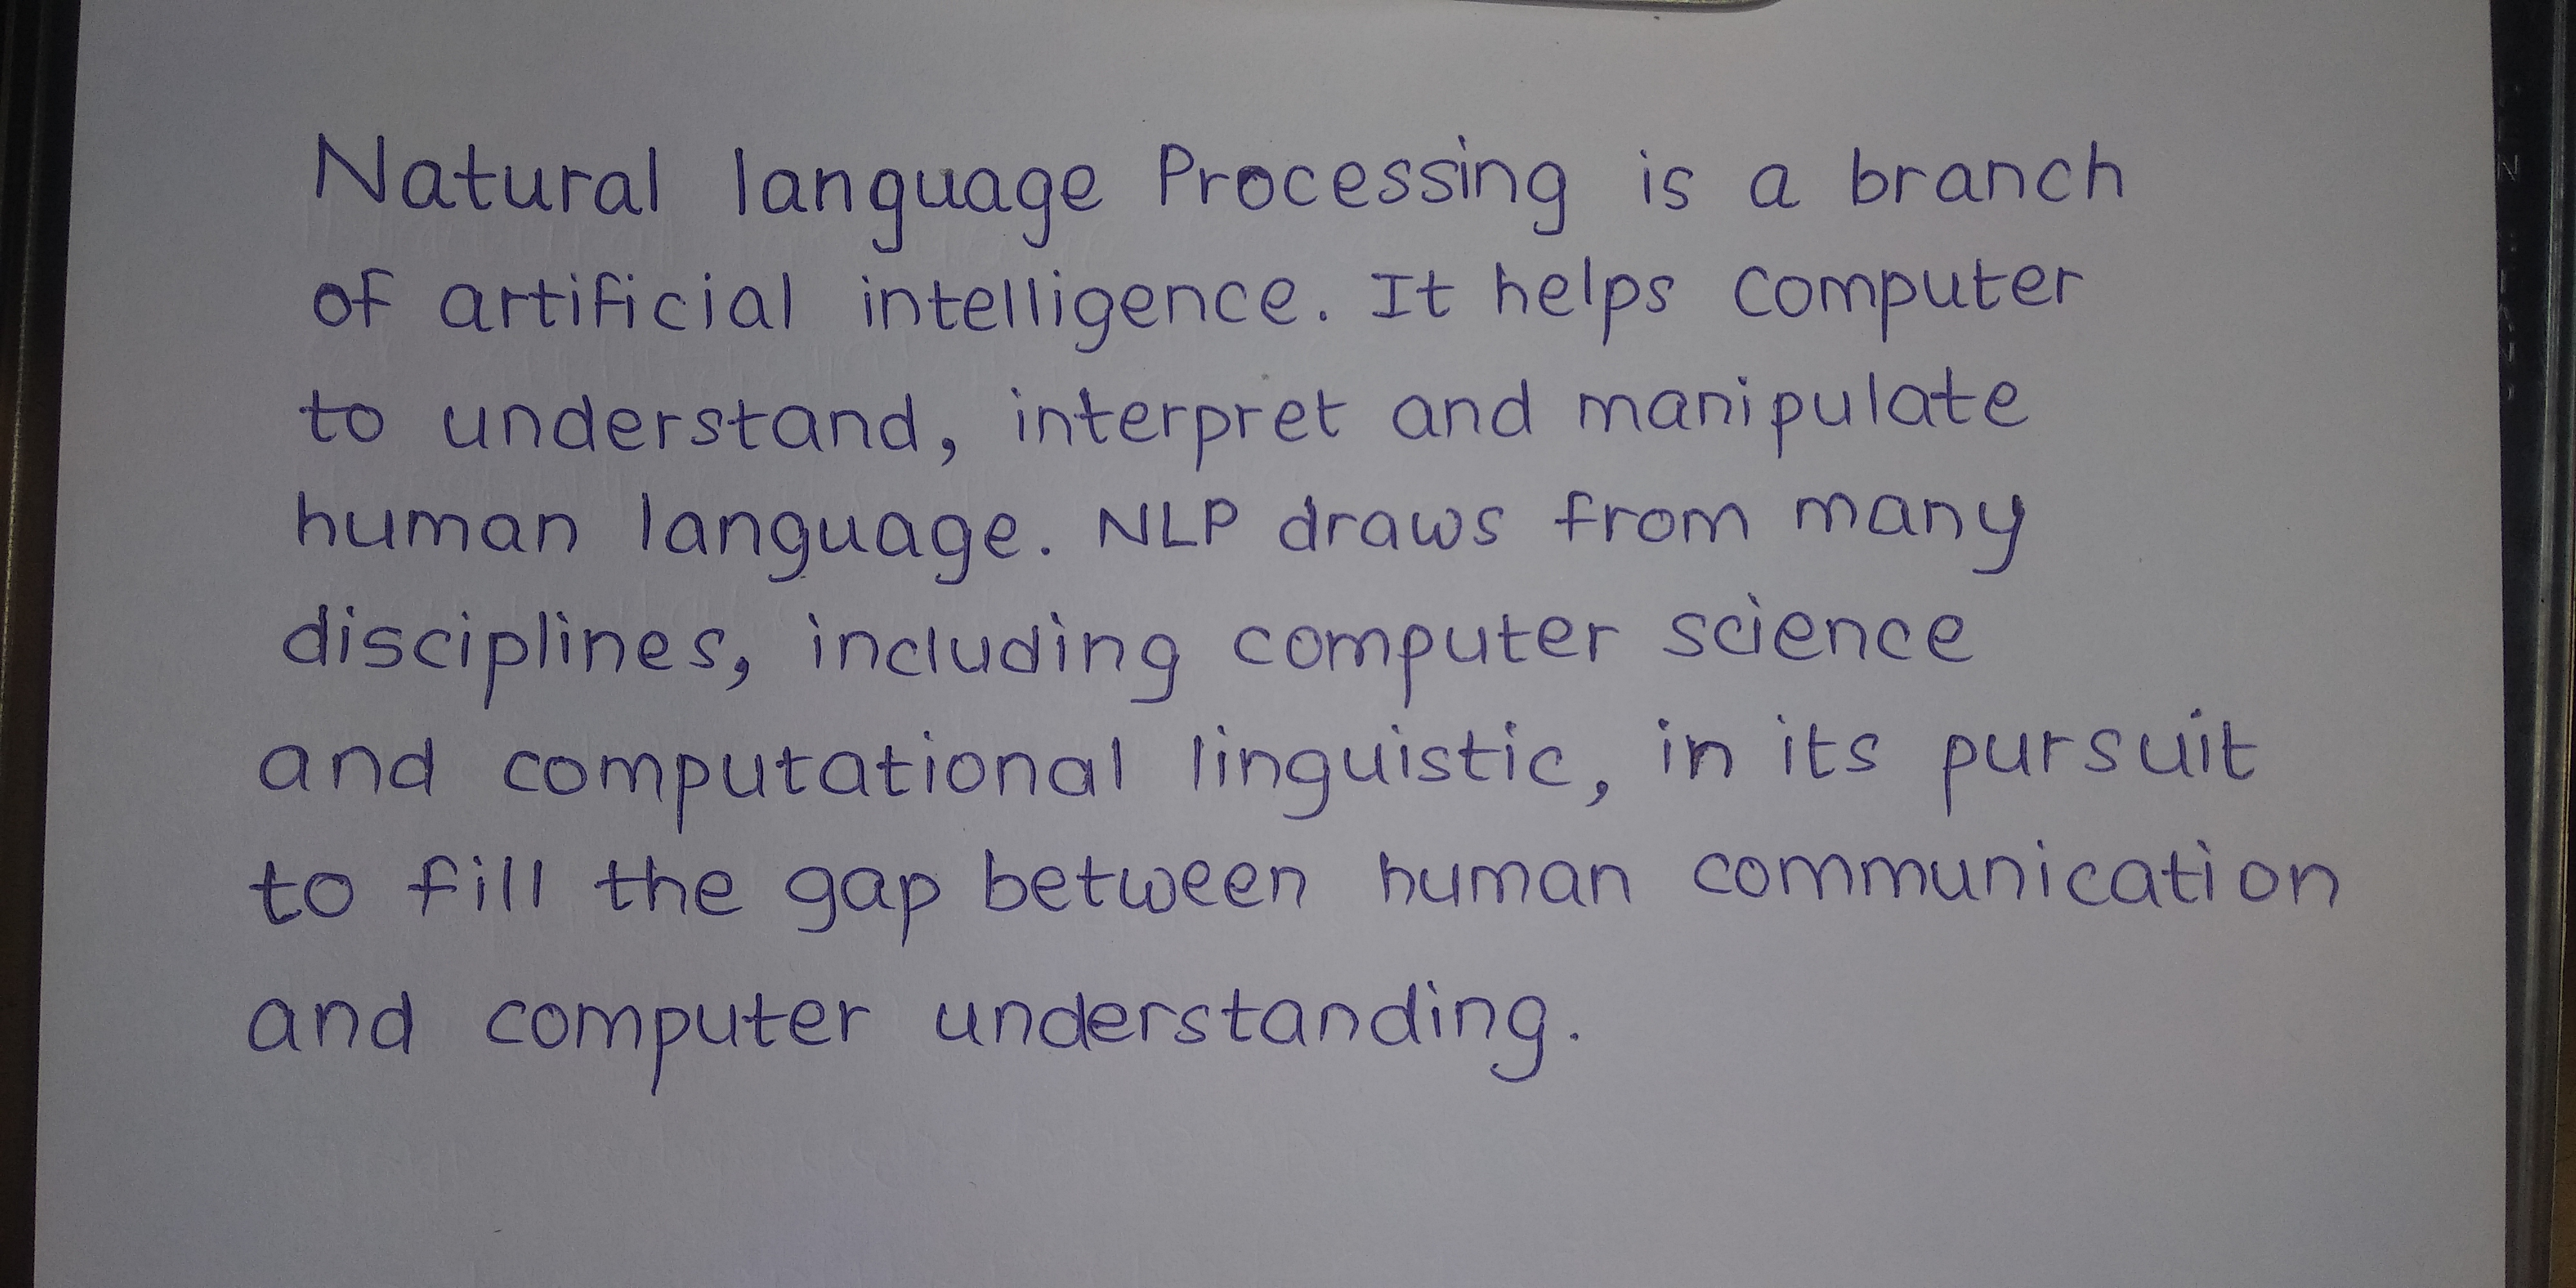 Natural language Processing is a branch
of artificial intelligence. It helps computer
to understand, interpret and manipulate
human language. NLP draws from many
disciplines, including computer science
and computational linguistic, in its pursuit
to fill the gap between human communication
and computer understanding.